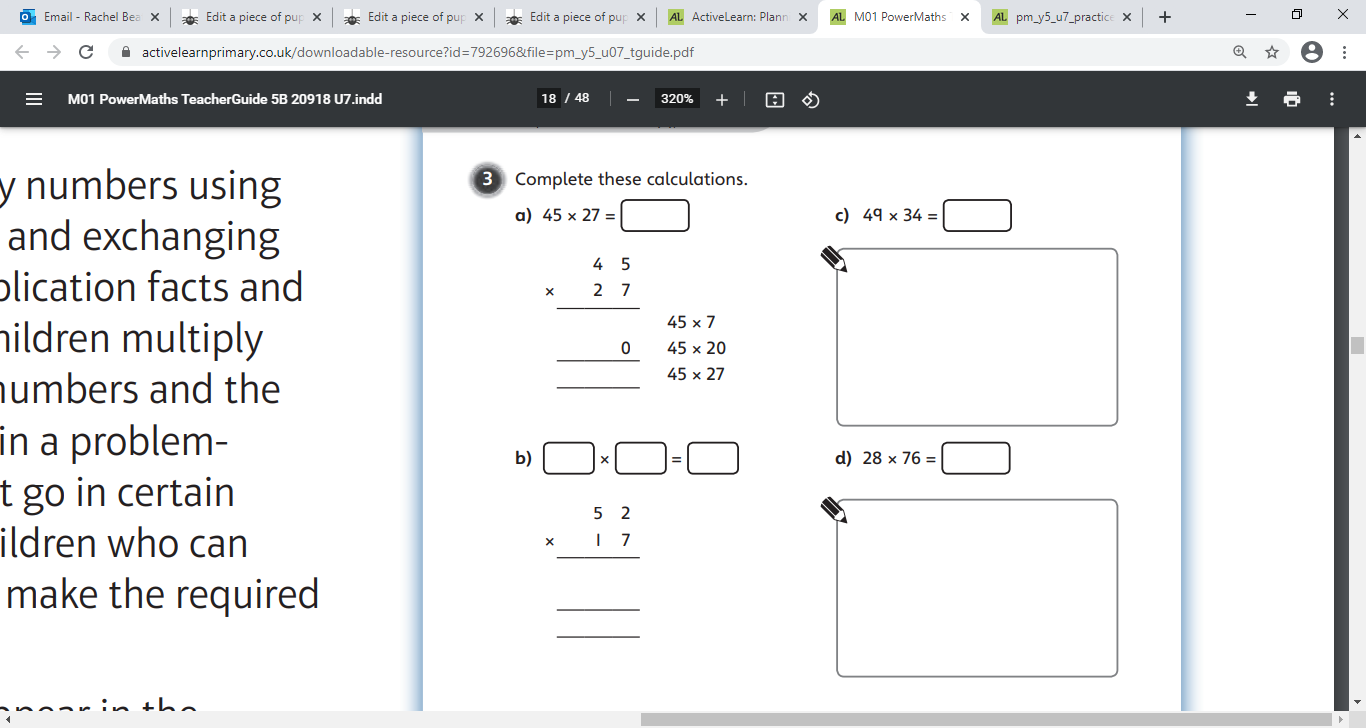 Email - Rachel Bea
Edit a piece of pup
Edit a piece of pup
Edit a piece of pup
AL ActiveLearn: Plann
AL M01 PowerMaths
AL pm_y5_u7_practice
activelearnprimary.co.uk/downloadable-resource?id=792696&file=pm_y5_u07_tguide.pdf
M01 PowerMaths TeacherGuide 5B 20918 U7.indd
18 / 48
320%
y numbers using
and exchanging
plication facts and
hildren multiply
numbers and the
in a problem-
t go in certain
ildren who can
make the required
3 Complete these calculations.
a) 45 × 27 =
4 5
× 2 7
45 × 7
0 45 × 20
45 × 27
b) × =
5 2
× 1 7
c) 49 × 34 =
d) 28 × 76 =